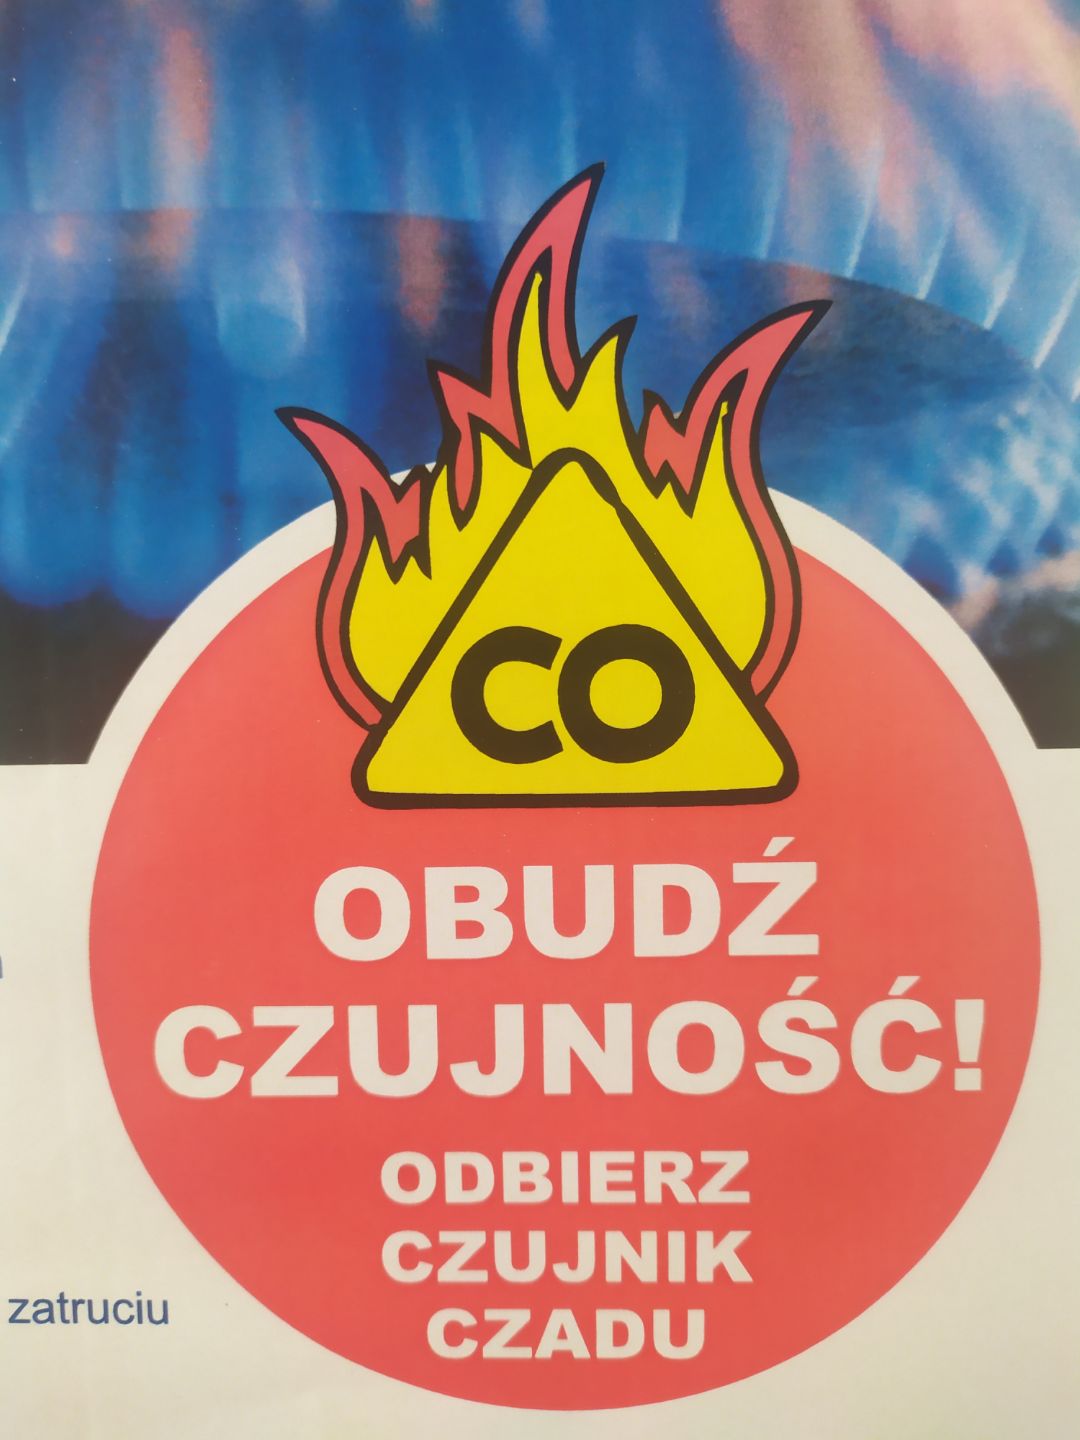 CO
OBUDŹ
CZUJNOŚĆ!
ODBIERZ
CZUJNIK
CZADU
zatruciu